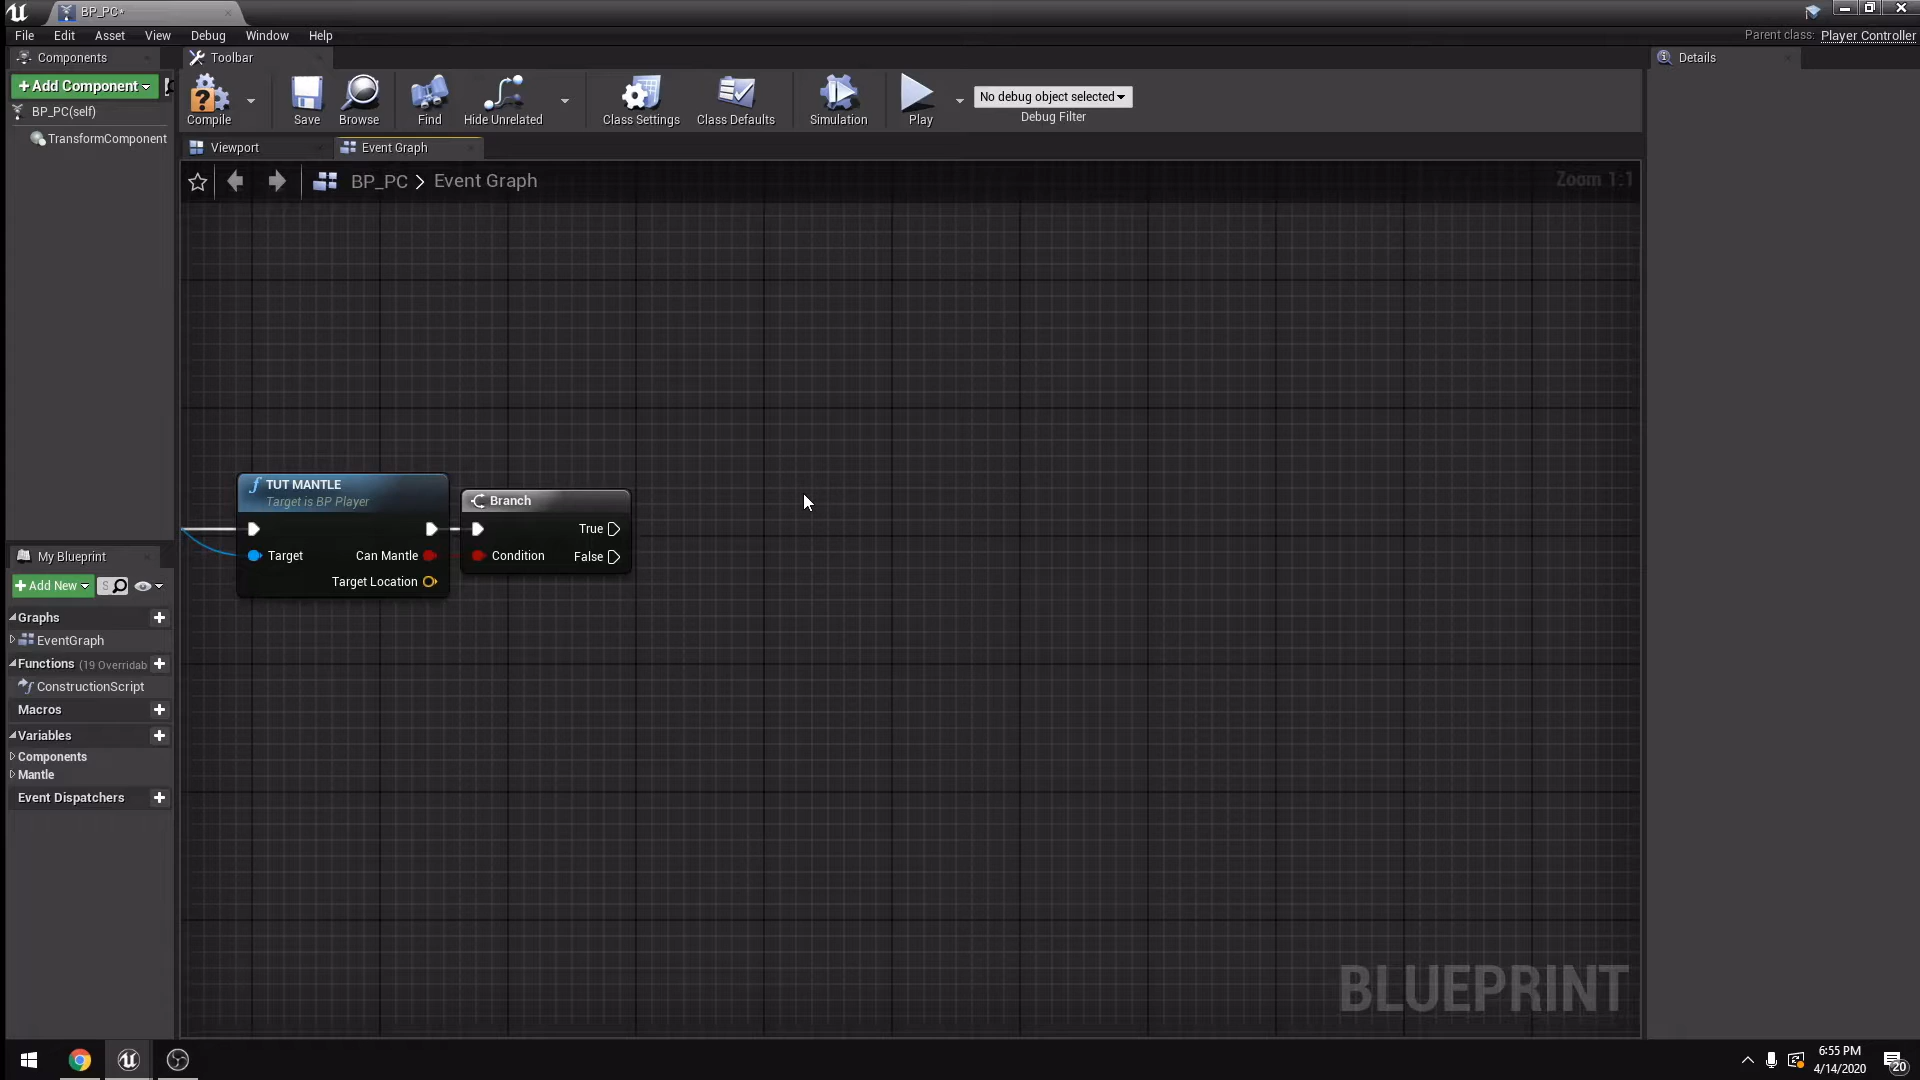 BP_PC*
File Edit Asset View Debug Window Help
Parent class: Player Controller
Components
Toolbar
Details
+ Add Component
BP_PC(self)
TransformComponent
Compile
Save
Browse
Find
Hide Unrelated
Class Settings
Class Defaults
Simulation
Play
No debug object selected
Debug Filter
Viewport
Event Graph
BP_PC > Event Graph
Zoom 1:1
TUT MANTLE
Target is BP Player
Target
Can Mantle
Target Location
Branch
True
Condition
False
My Blueprint
+ Add New
S
Graphs
EventGraph
Functions (19 Overridab
ConstructionScript
Macros
Variables
Components
Mantle
Event Dispatchers
BLUEPRINT
6:55 PM
4/14/2020
20